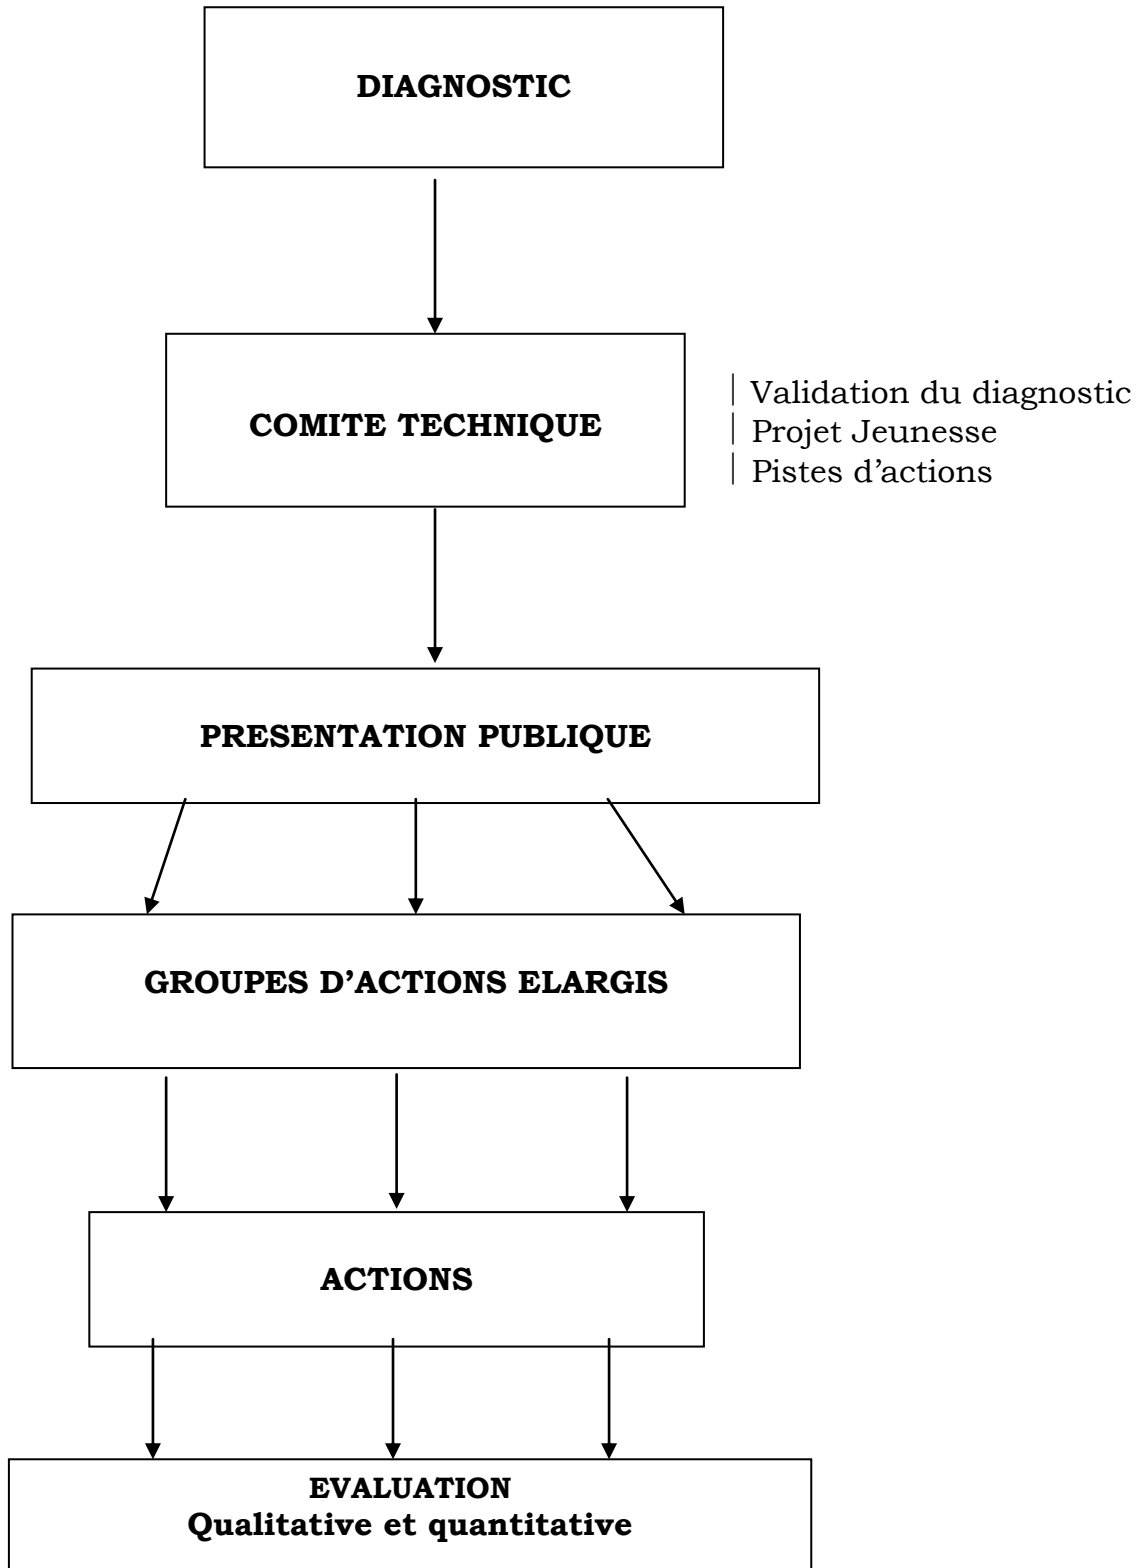 DIAGNOSTIC
COMITE TECHNIQUE
| Validation du diagnostic
| Projet Jeunesse
| Pistes d’actions
PRESENTATION PUBLIQUE
GROUPES D’ACTIONS ELARGIS
ACTIONS
EVALUATION
Qualitative et quantitative